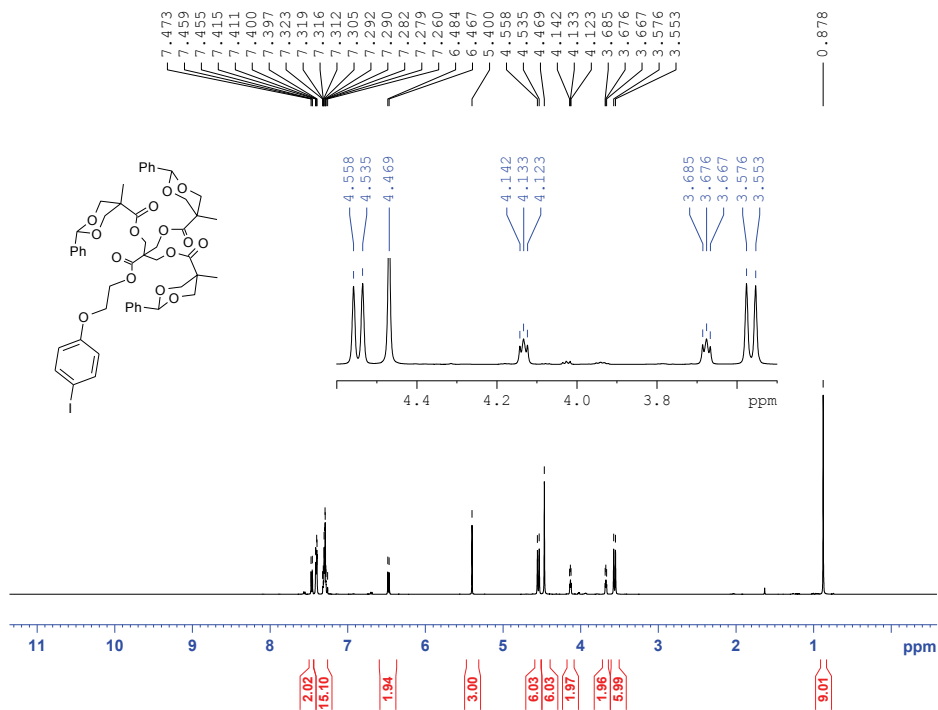 7.473
7.459
7.455
7.415
7.411
7.400
7.397
7.323
7.319
7.316
7.312
7.305
7.292
7.290
7.282
7.279
7.260
6.484
6.467
5.400
4.558
4.535
4.469
4.142
4.133
4.123
3.685
3.676
3.667
3.576
3.553
0.878
4.558
4.535
4.469
4.142
4.133
4.123
3.685
3.676
3.667
3.576
3.553
Ph
O
O
O
O
O
O
O
O
Ph
O
O
O
O
O
O
Ph
O
O
O
I
4.4 4.2 4.0 3.8 ppm
11 10 9 8 7 6 5 4 3 2 1 ppm
2.02
15.10
1.94
3.00
6.03
6.03
1.97
1.96
5.99
9.01